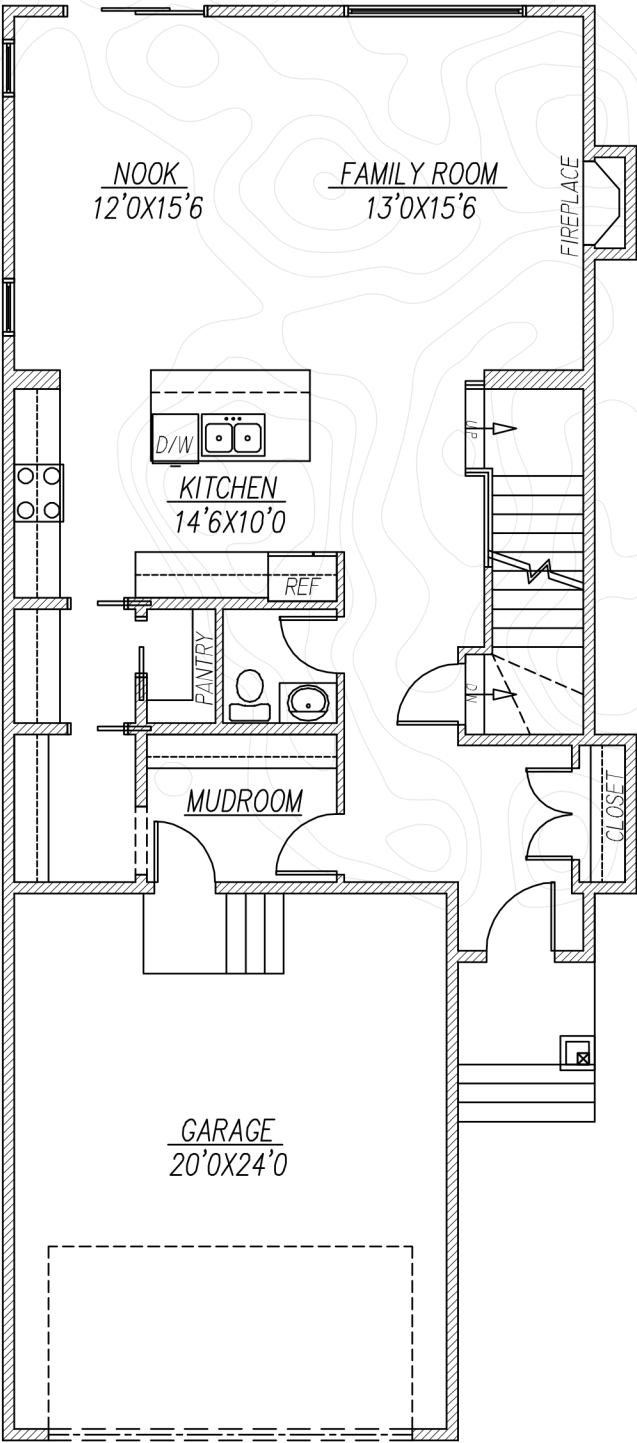 NOOK
12'0X15'6
FAMILY ROOM
13'0X15'6
FIREPLACE
UP
D/W
KITCHEN
14'6X10'0
REF
PANTRY
DN
MUDROOM
CLOSET
GARAGE
20'0X24'0